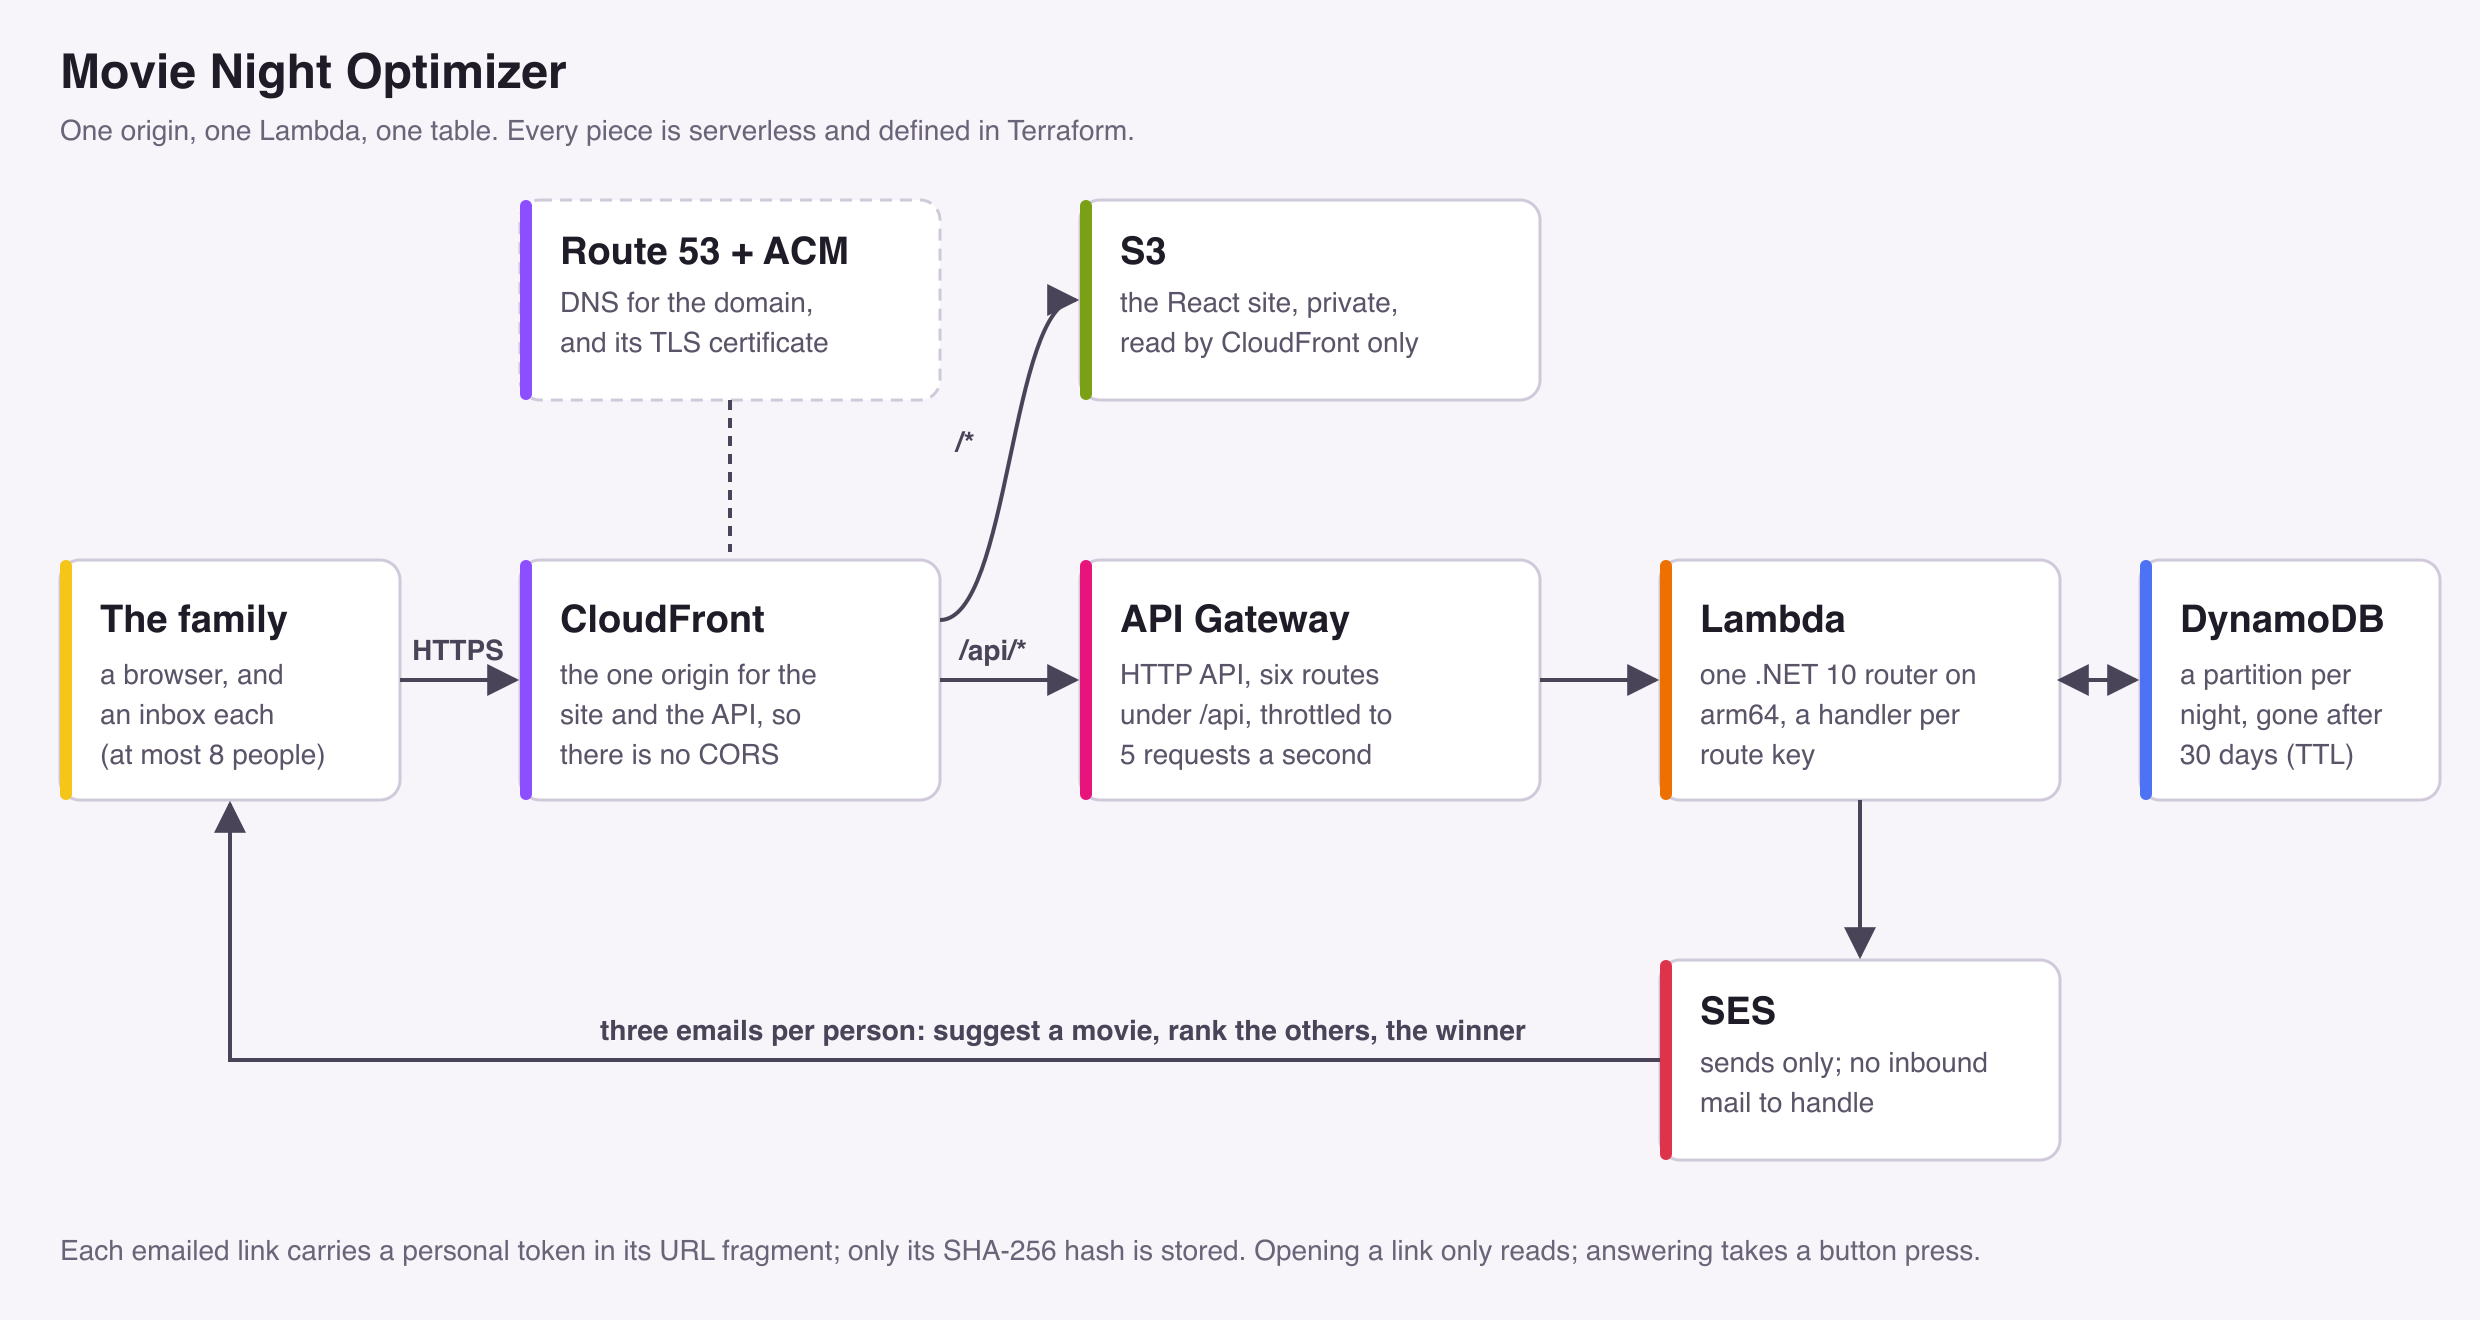 Movie Night Optimizer
One origin, one Lambda, one table. Every piece is serverless and defined in Terraform.
Route 53 + ACM
DNS for the domain,
and its TLS certificate
S3
the React site, private,
read by CloudFront only
/*
The family
a browser, and
an inbox each
(at most 8 people)
HTTPS
CloudFront
the one origin for the
site and the API, so
there is no CORS
/api/*
API Gateway
HTTP API, six routes
under /api, throttled to
5 requests a second
Lambda
one .NET 10 router on
arm64, a handler per
route key
DynamoDB
a partition per
night, gone after
30 days (TTL)
three emails per person: suggest a movie, rank the others, the winner
SES
sends only; no inbound
mail to handle
Each emailed link carries a personal token in its URL fragment; only its SHA-256 hash is stored. Opening a link only reads; answering takes a button press.